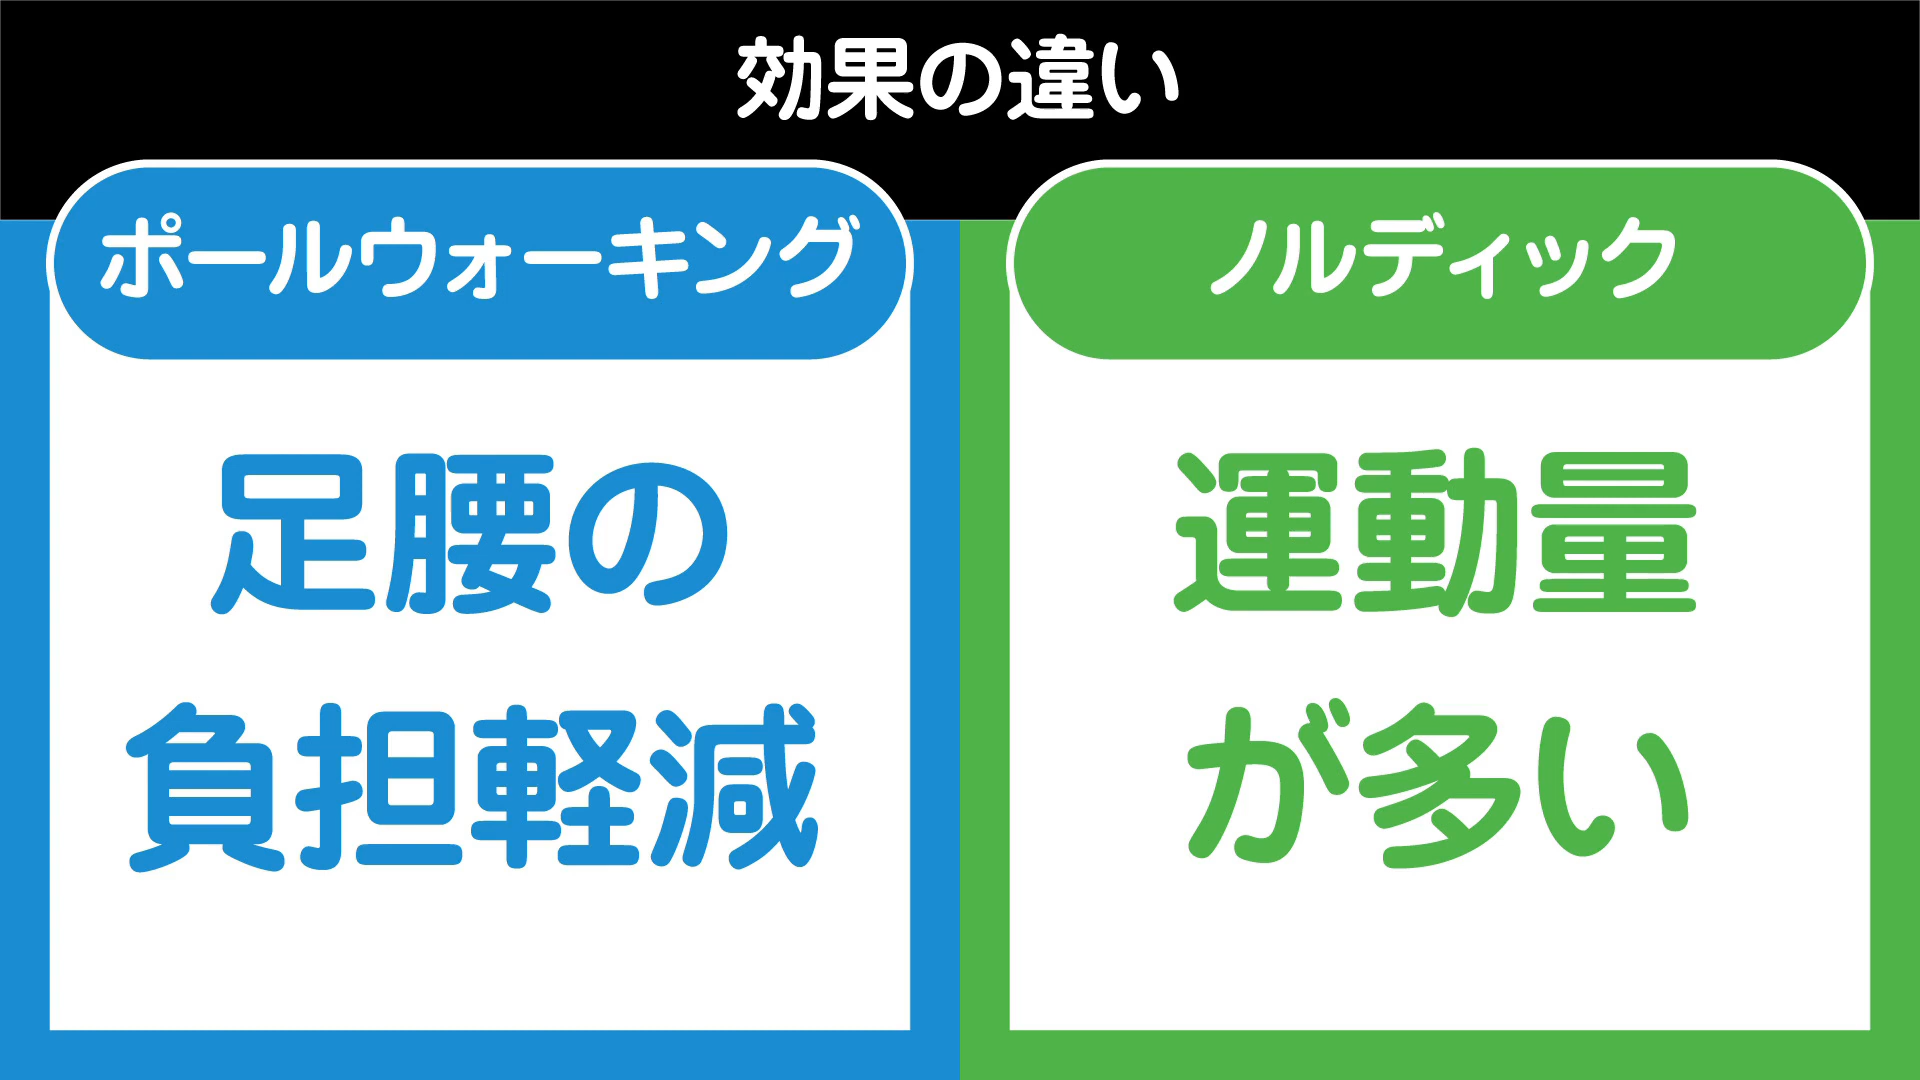 効果の違い
ポールウォーキング
足腰の
負担軽減
ノルディック
運動量
が多い